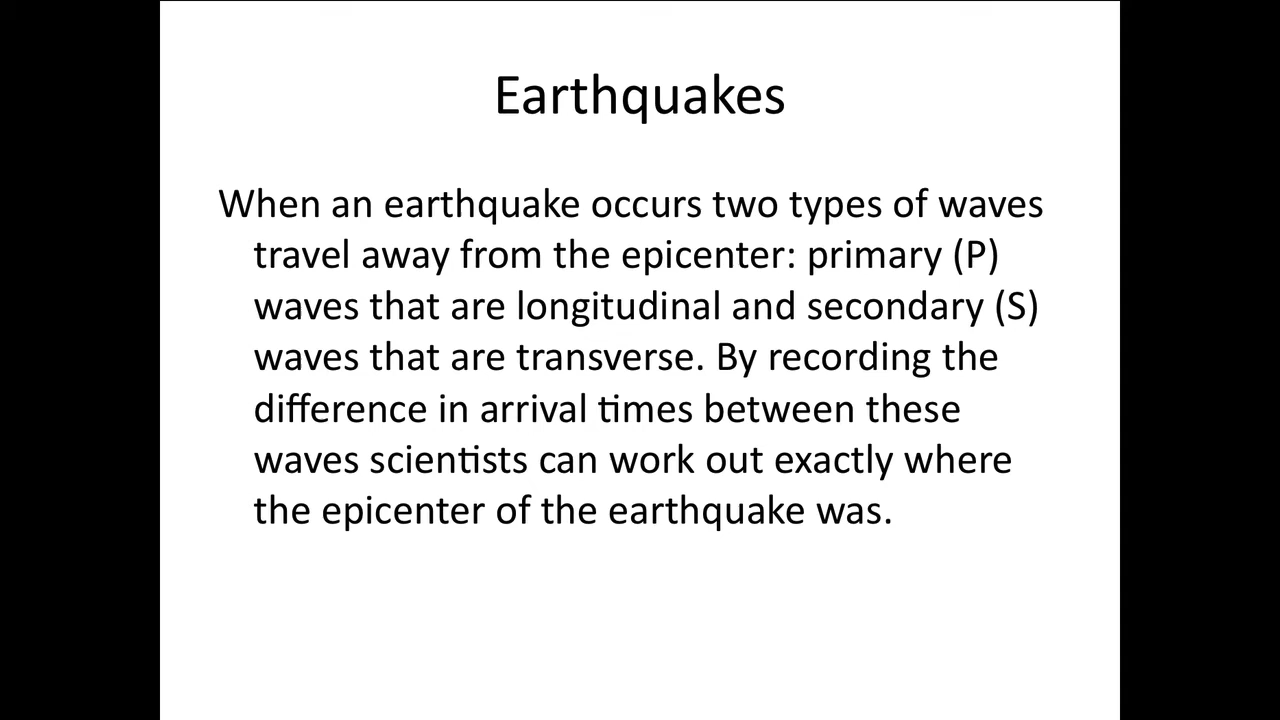 Earthquakes
When an earthquake occurs two types of waves
travel away from the epicenter: primary (P)
waves that are longitudinal and secondary (S)
waves that are transverse. By recording the
difference in arrival times between these
waves scientists can work out exactly where
the epicenter of the earthquake was.